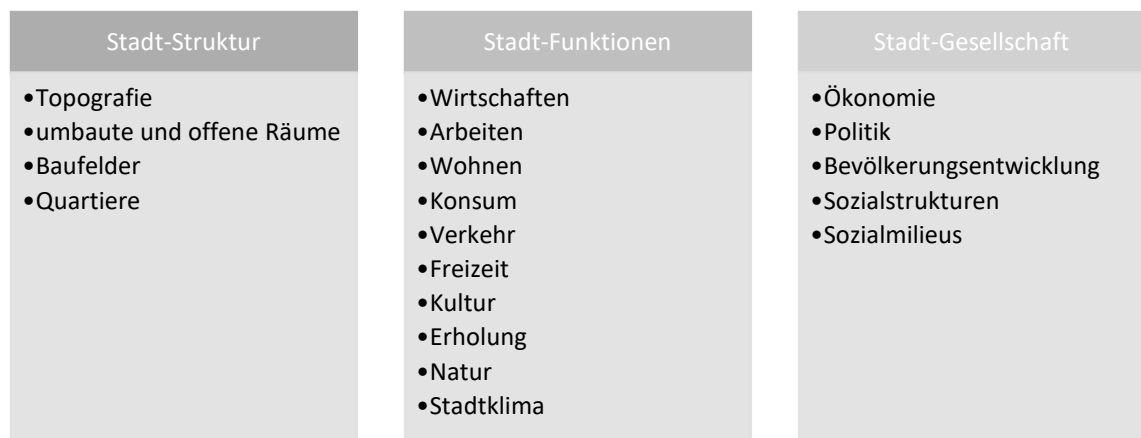 Stadt-Struktur
•Topografie
•umbaute und offene Räume
•Baufelder
•Quartiere
Stadt-Funktionen
•Wirtschaften
•Arbeiten
•Wohnen
•Konsum
•Verkehr
•Freizeit
•Kultur
•Erholung
•Natur
•Stadtklima
Stadt-Gesellschaft
•Ökonomie
•Politik
•Bevölkerungsentwicklung
•Sozialstrukturen
•Sozialmilieus